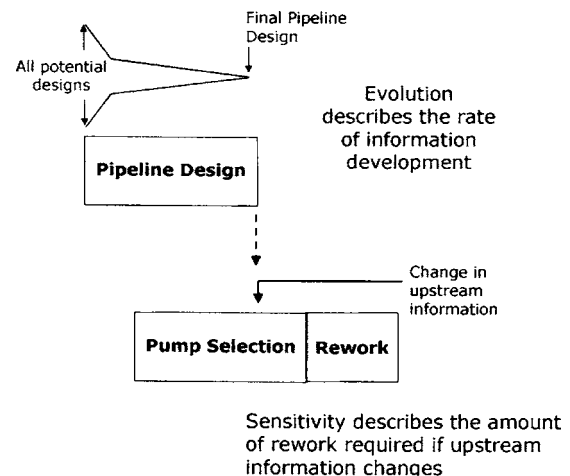 Final Pipeline
Design
All potential
designs
Evolution
describes the rate
of information
development
Pipeline Design
Change in
upstream
information
Pump Selection
Rework
Sensitivity describes the amount
of rework required if upstream
information changes